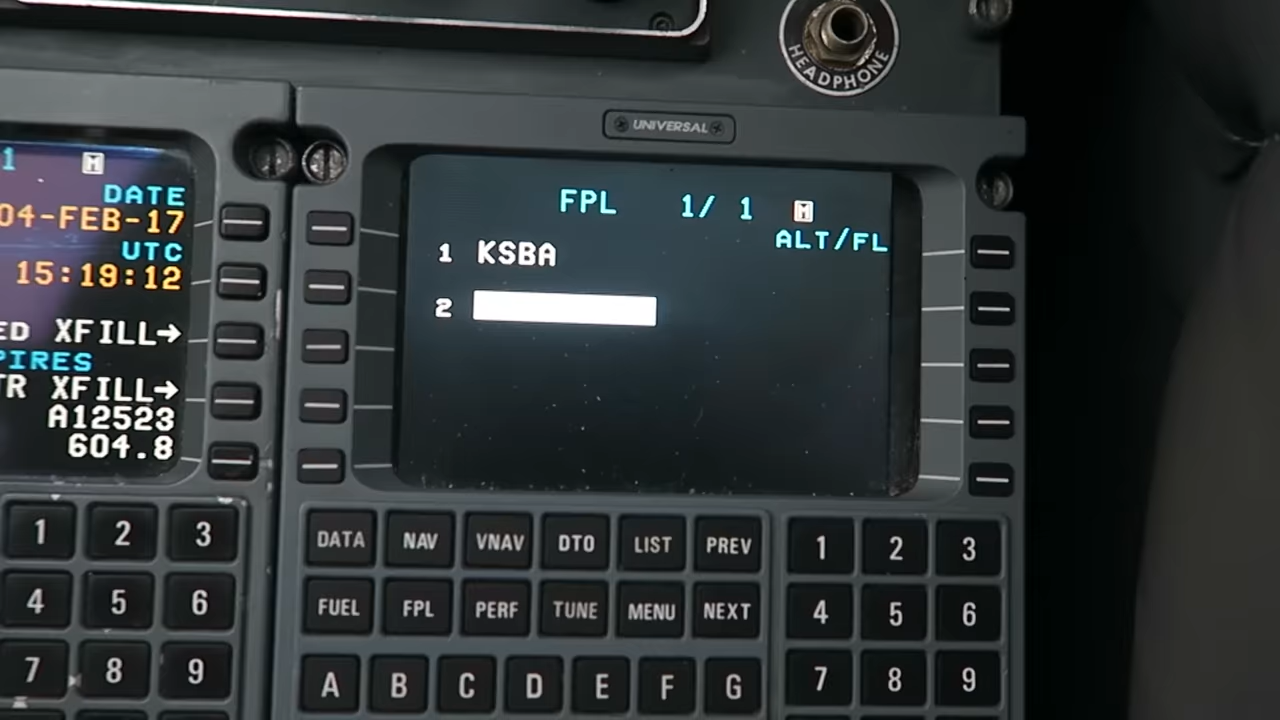 HEADPHONE
UNIVERSAL
1 M
DATE
04-FEB-17
UTC
15:19:12
ED XFILL→
PIRES
TR XFILL→
A12523
604.8
FPL 1/ 1 M
ALT/FL
1 KSBA
2
1 2 3
4 5 6
7 8 9
DATA NAV VNAV DTO LIST PREV
FUEL FPL PERF TUNE MENU NEXT
A B C D E F G
1 2 3
4 5 6
7 8 9